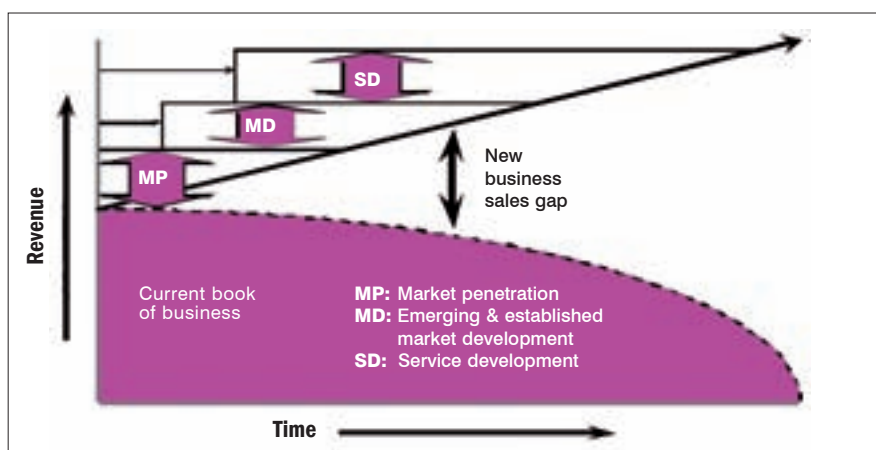 SD
MD
MP
New
business
sales gap
Revenue
Current book
of business
MP: Market penetration
MD: Emerging & established
market development
SD: Service development
Time